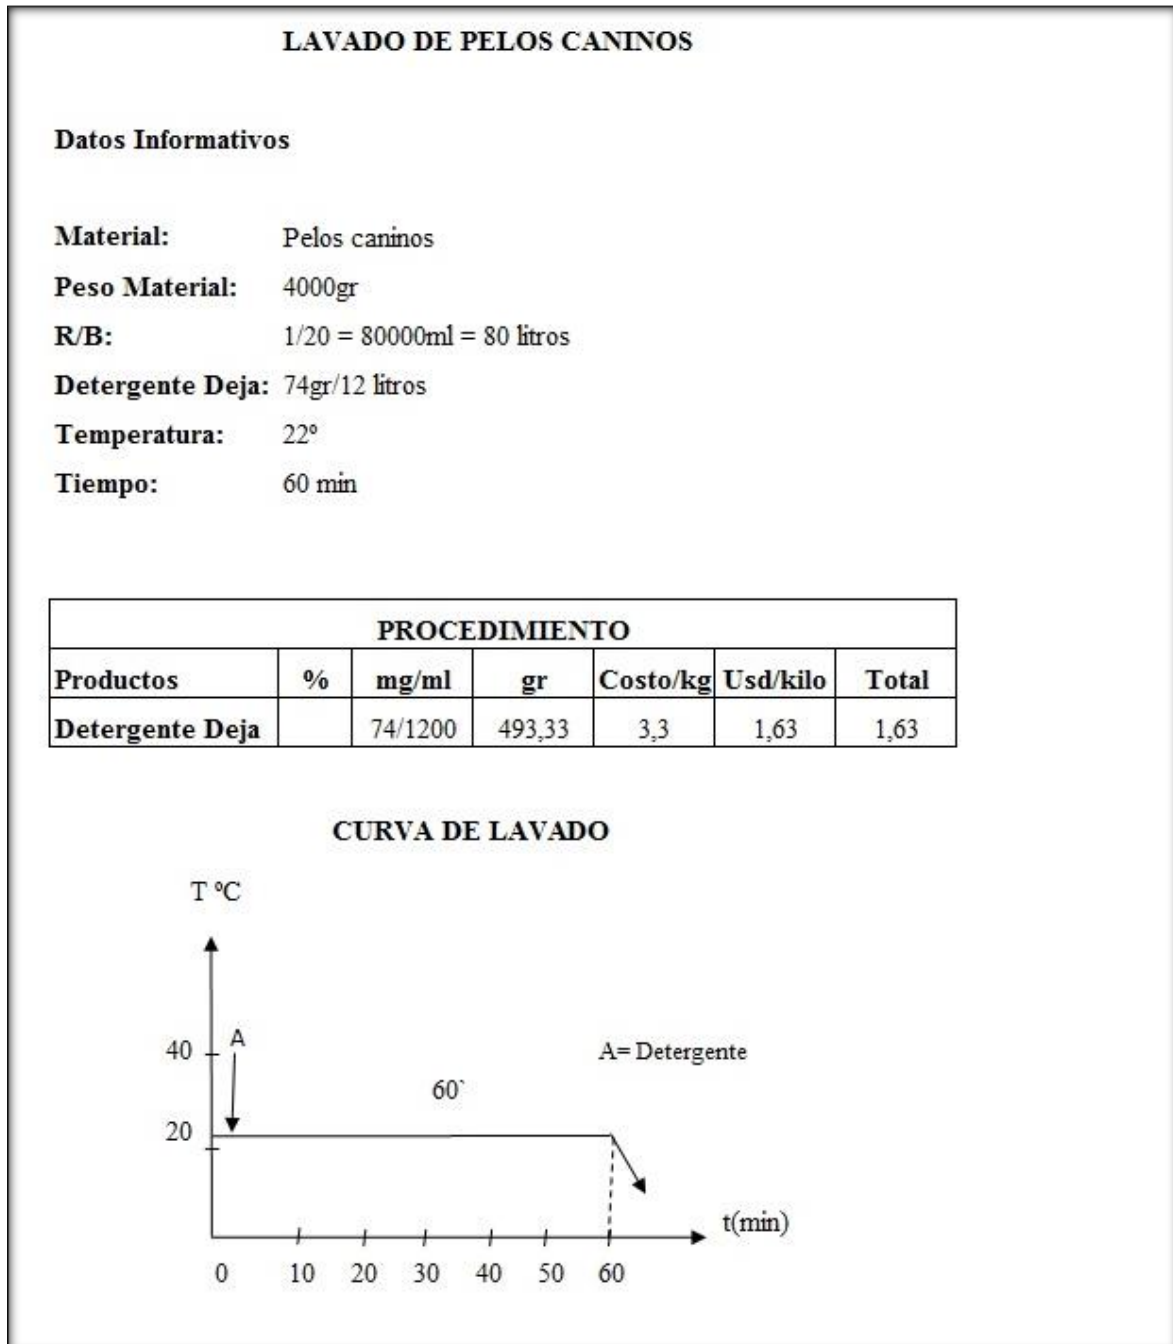 LAVADO DE PELOS CANINOS
Datos Informativos
Material: Pelos caninos
Peso Material: 4000gr
R/B: 1/20 = 80000ml = 80 litros
Detergente Deja: 74gr/12 litros
Temperatura: 22º
Tiempo: 60 min
PROCEDIMIENTO
Productos % mg/ml gr Costo/kg Usd/kilo Total
Detergente Deja 74/1200 493,33 3,3 1,63 1,63
CURVA DE LAVADO
T ºC
40 A A= Detergente
60`
20
t(min)
0 10 20 30 40 50 60